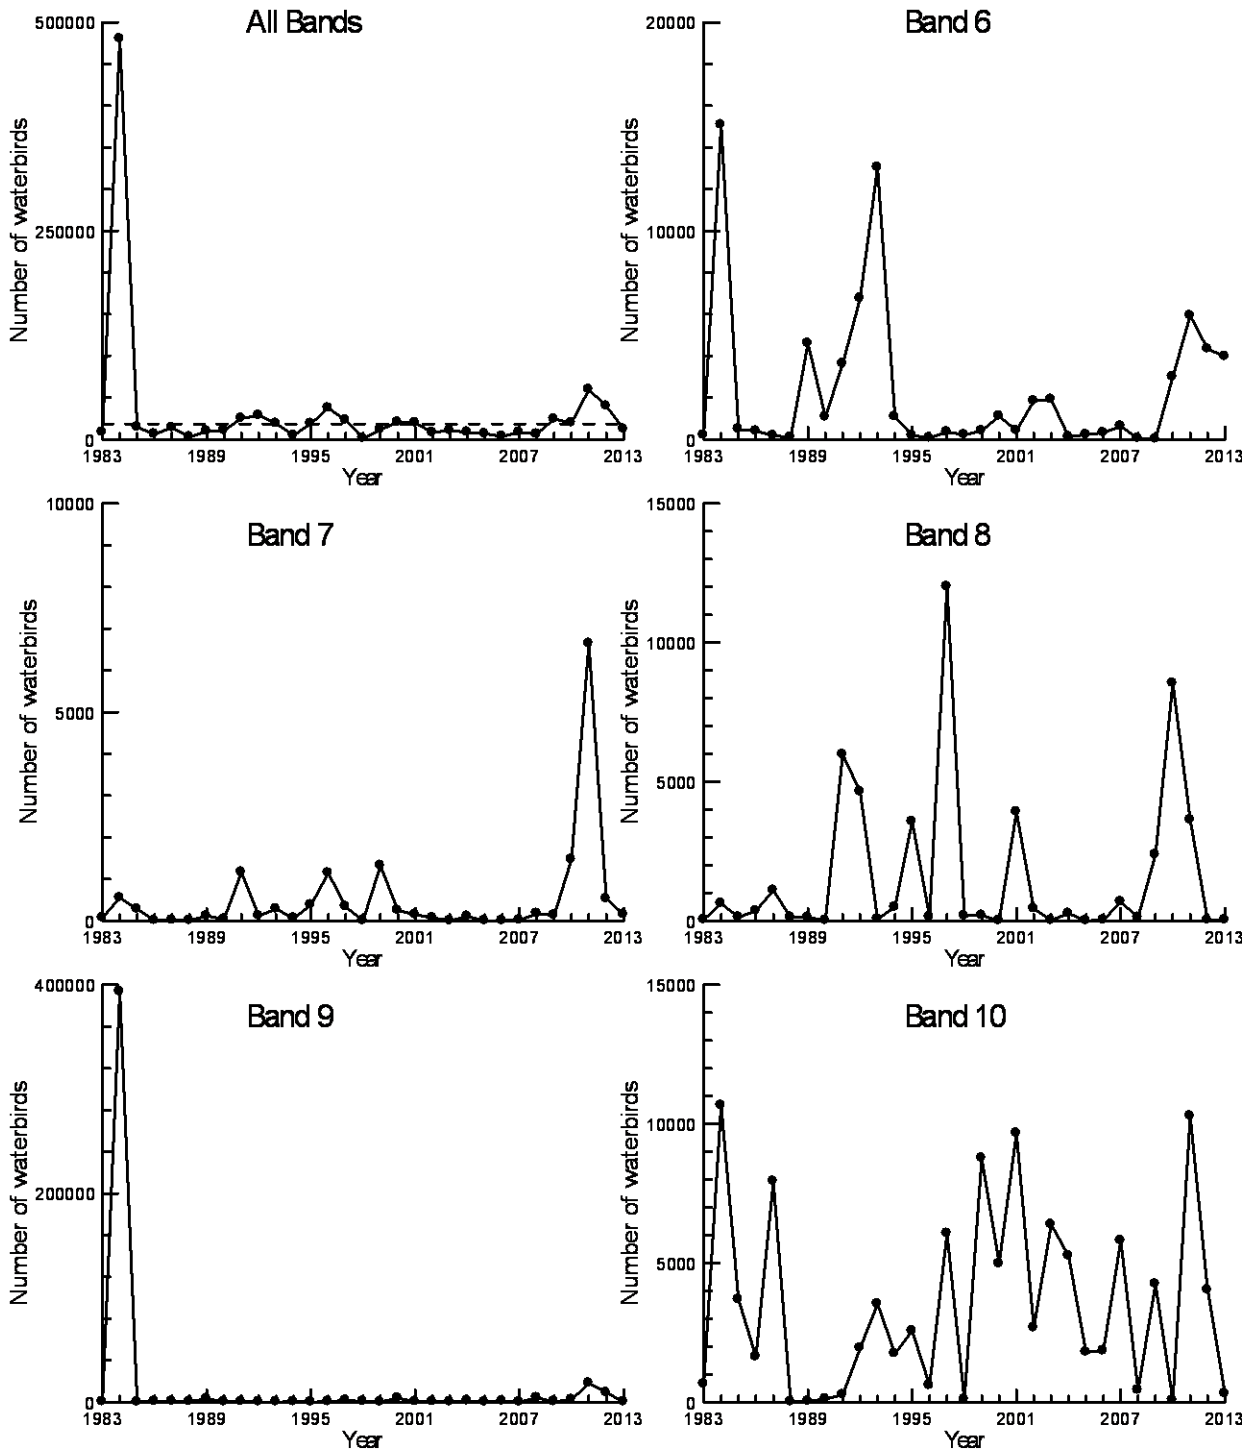 All Bands
Number of waterbirds
500000
250000
0
1983 1989 1995 2001 2007 2013
Year
Band 6
Number of waterbirds
20000
10000
0
1983 1989 1995 2001 2007 2013
Year
Band 7
Number of waterbirds
10000
5000
0
1983 1989 1995 2001 2007 2013
Year
Band 8
Number of waterbirds
15000
10000
5000
0
1983 1989 1995 2001 2007 2013
Year
Band 9
Number of waterbirds
400000
200000
0
1983 1989 1995 2001 2007 2013
Year
Band 10
Number of waterbirds
15000
10000
5000
0
1983 1989 1995 2001 2007 2013
Year